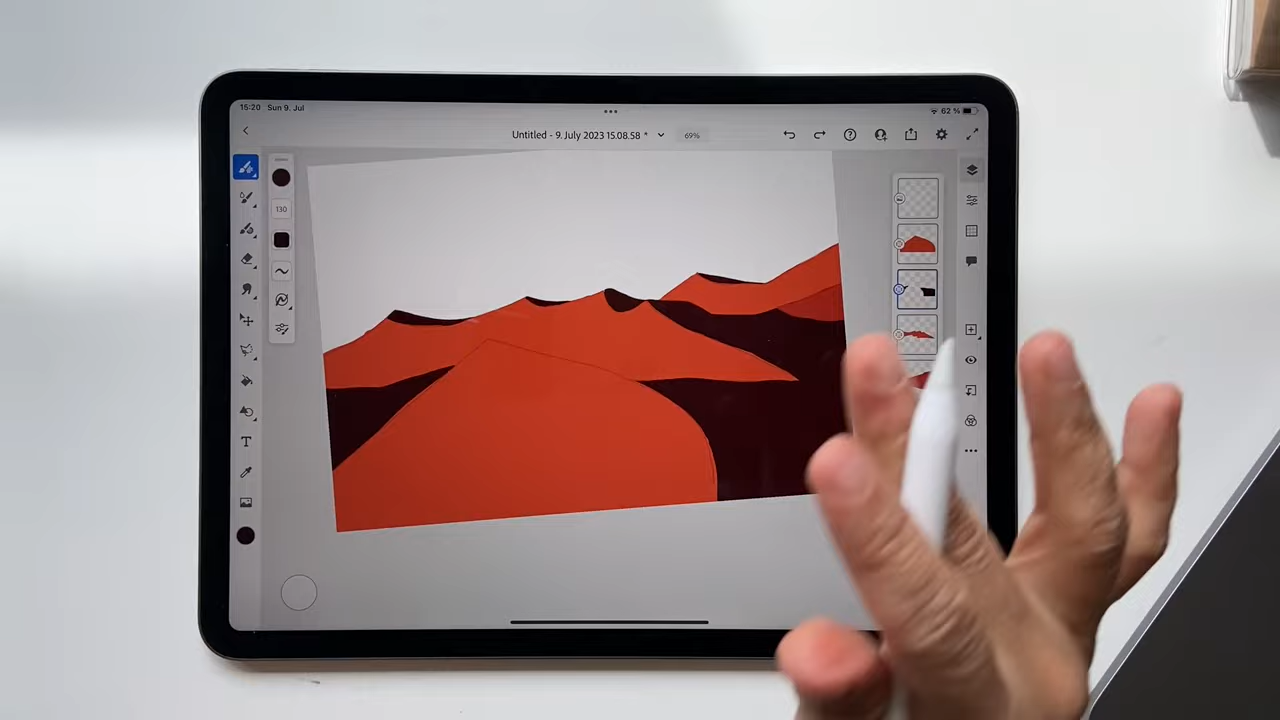 15:20 Sun 9. Jul
62 %
Untitled - 9. July 2023 15.08.58 *
69%
130
T